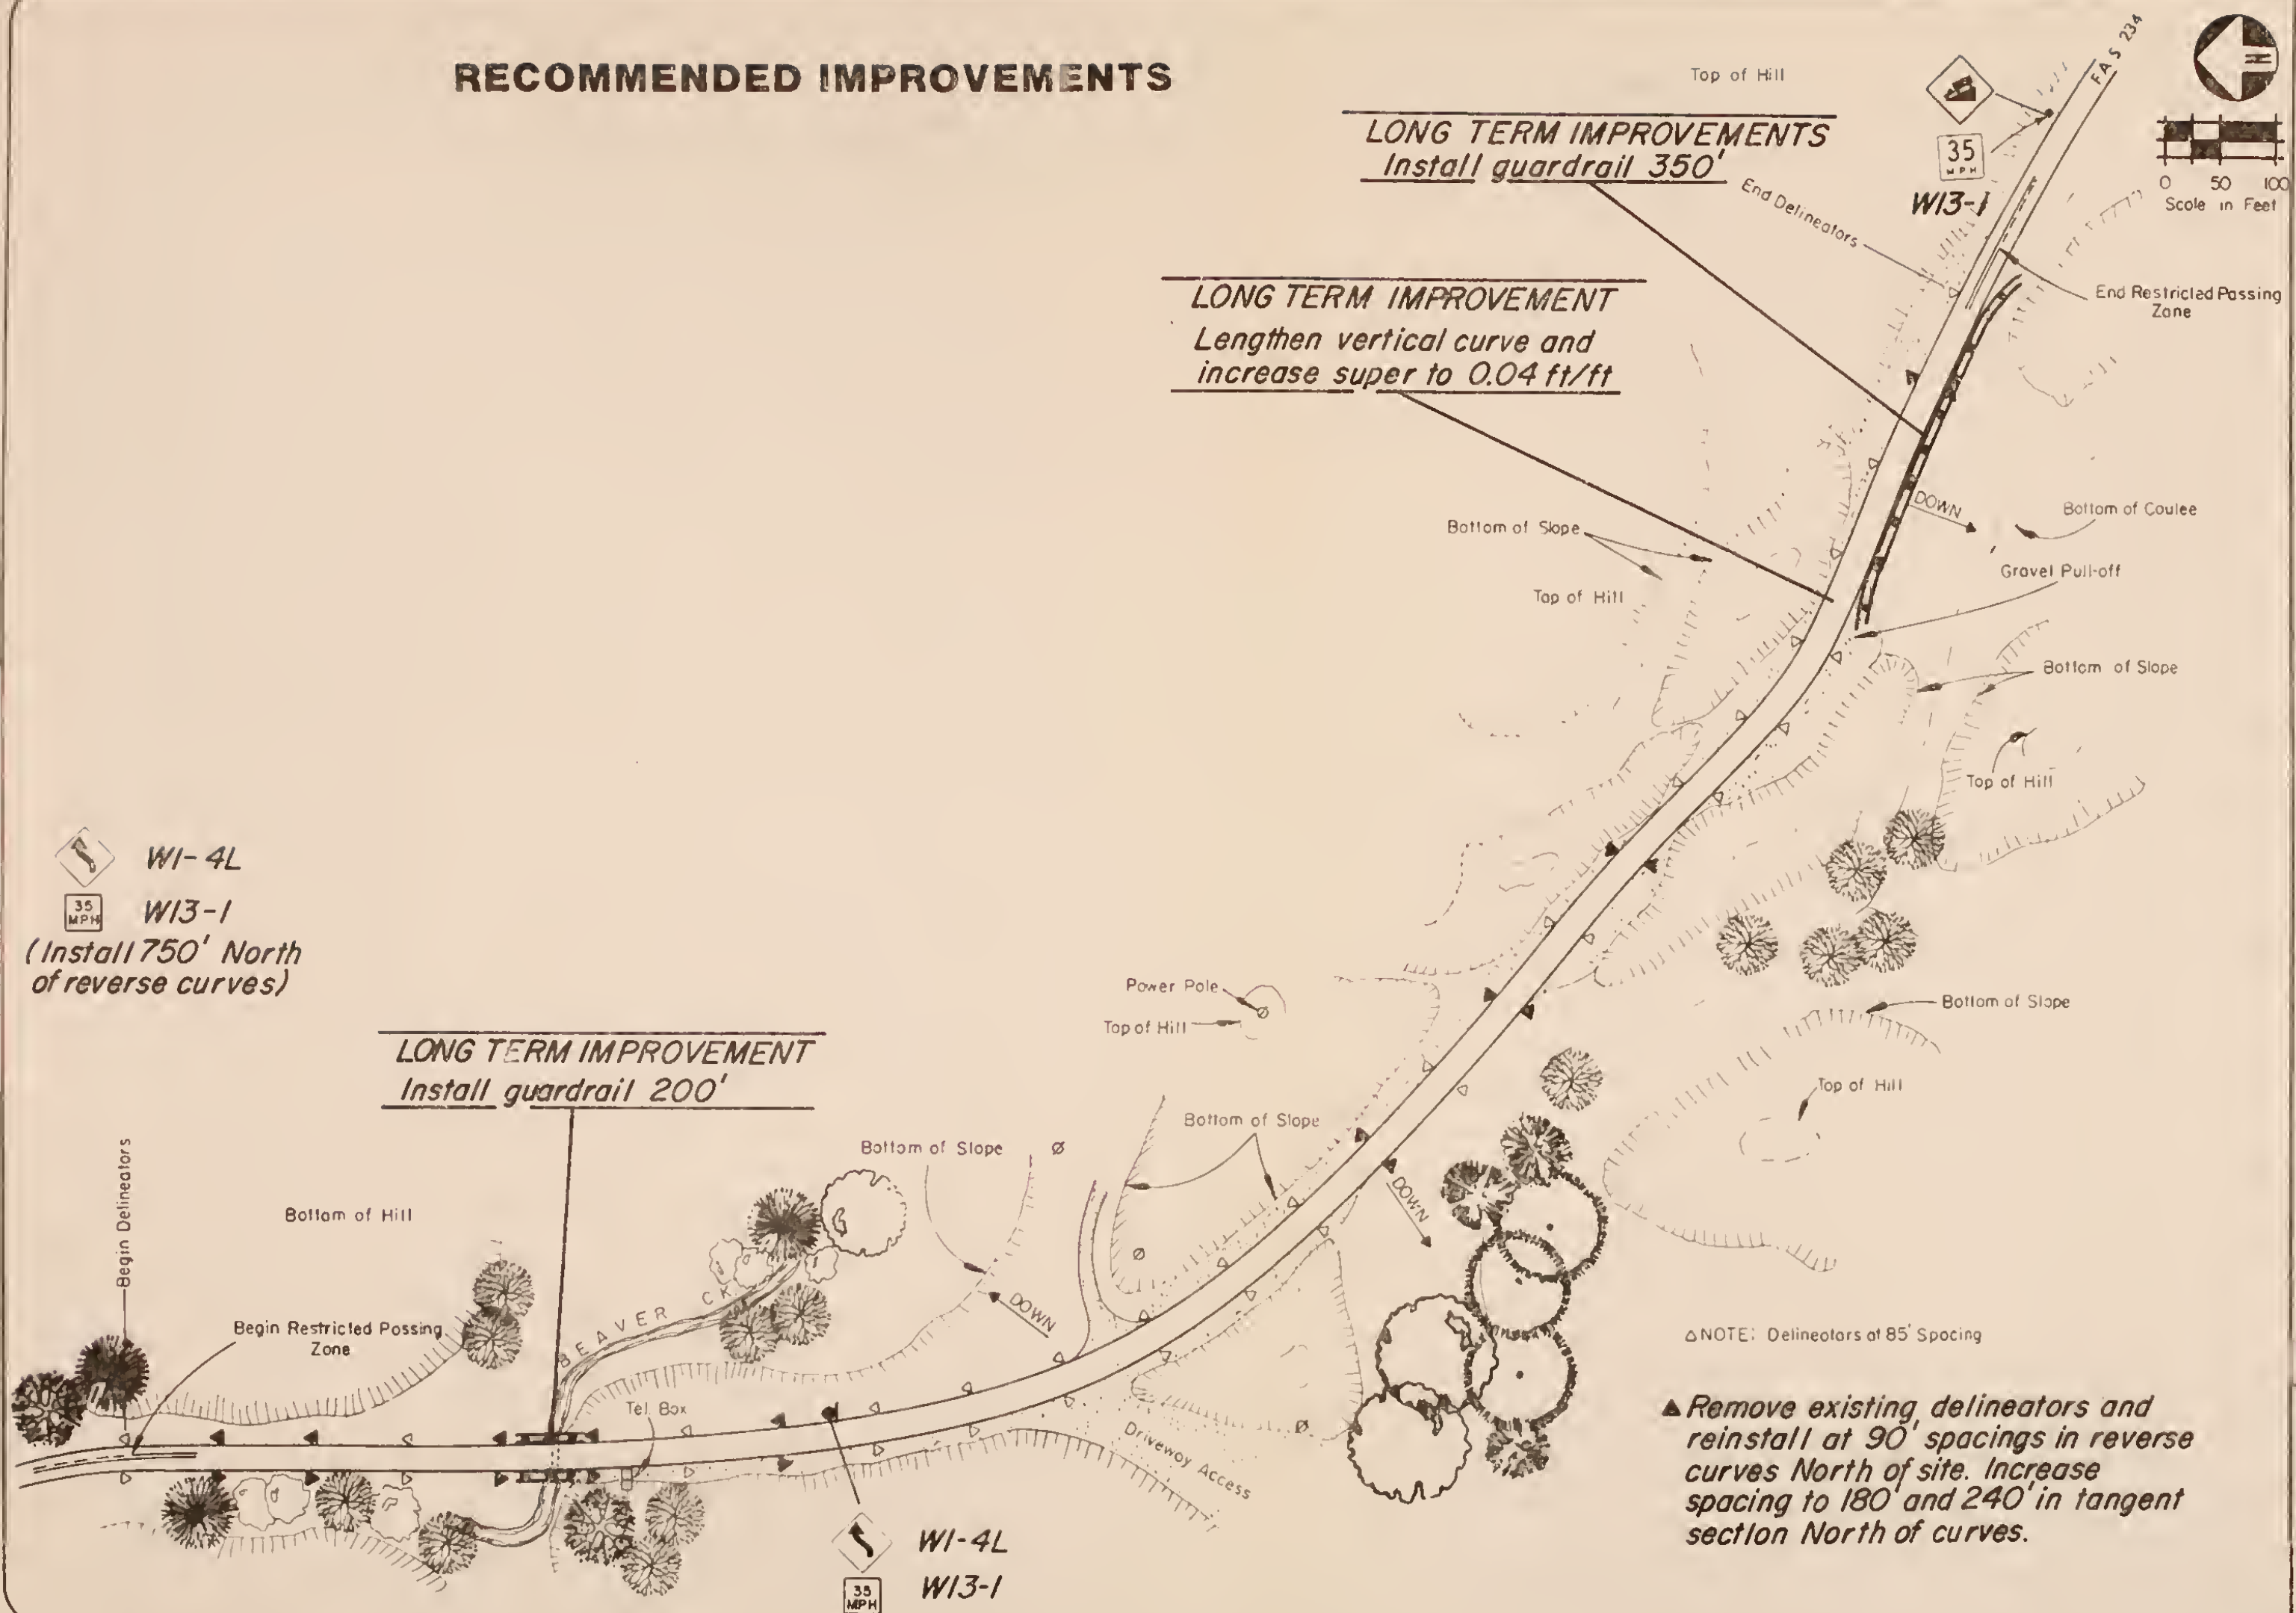 RECOMMENDED IMPROVEMENTS
Top of Hill
FAS 234
N
LONG TERM IMPROVEMENTS
Install guardrail 350'
35
MPH
W13-1
0 50 100
Scale in Feet
End Delineators
End Restricted Passing
Zone
LONG TERM IMPROVEMENT
Lengthen vertical curve and
increase super to 0.04 ft/ft
DOWN
Bottom of Coulee
Bottom of Slope
Gravel Pull-off
Top of Hill
Bottom of Slope
Top of Hill
W1-4L
35
MPH
W13-1
(Install 750' North
of reverse curves)
Power Pole
Top of Hill
Bottom of Slope
LONG TERM IMPROVEMENT
Install guardrail 200'
Top of Hill
Bottom of Slope
Bottom of Slope
DOWN
Begin Delineators
Bottom of Hill
BEAVER CK
DOWN
Begin Restricted Passing
Zone
NOTE: Delineators at 85' Spacing
Tel. Box
Driveway Access
Remove existing delineators and
reinstall at 90' spacings in reverse
curves North of site. Increase
spacing to 180' and 240' in tangent
section North of curves.
W1-4L
35
MPH
W13-1